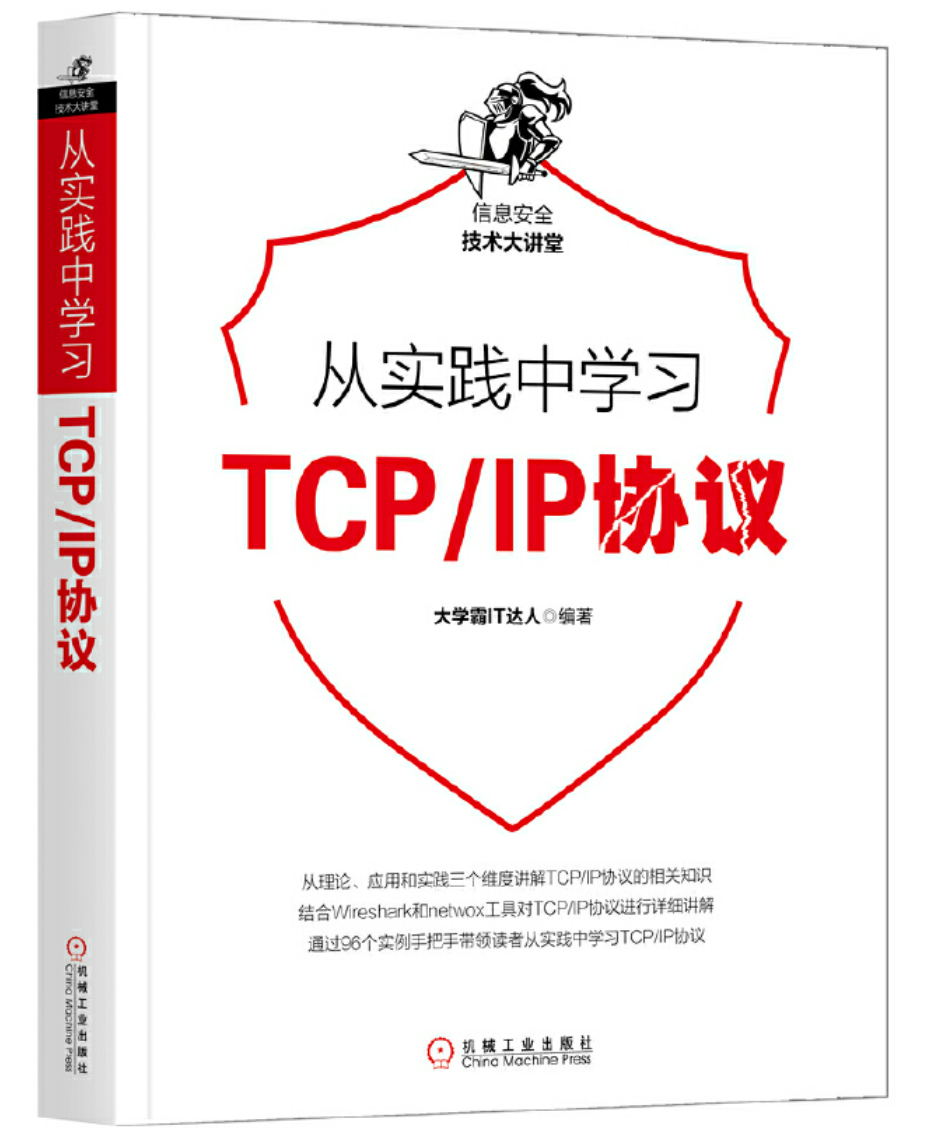 信息安全
技术大讲堂
从实践中学习
TCP/IP协议
机械工业出版社
China Machine Press
信息安全
技术大讲堂
从实践中学习
TCP/IP协议
大学霸IT达人◎编著
从理论、应用和实践三个维度讲解TCP/IP协议的相关知识
结合Wireshark和netwox工具对TCP/IP协议进行详细讲解
通过96个实例手把手带领读者从实践中学习TCP/IP协议
机械工业出版社
China Machine Press